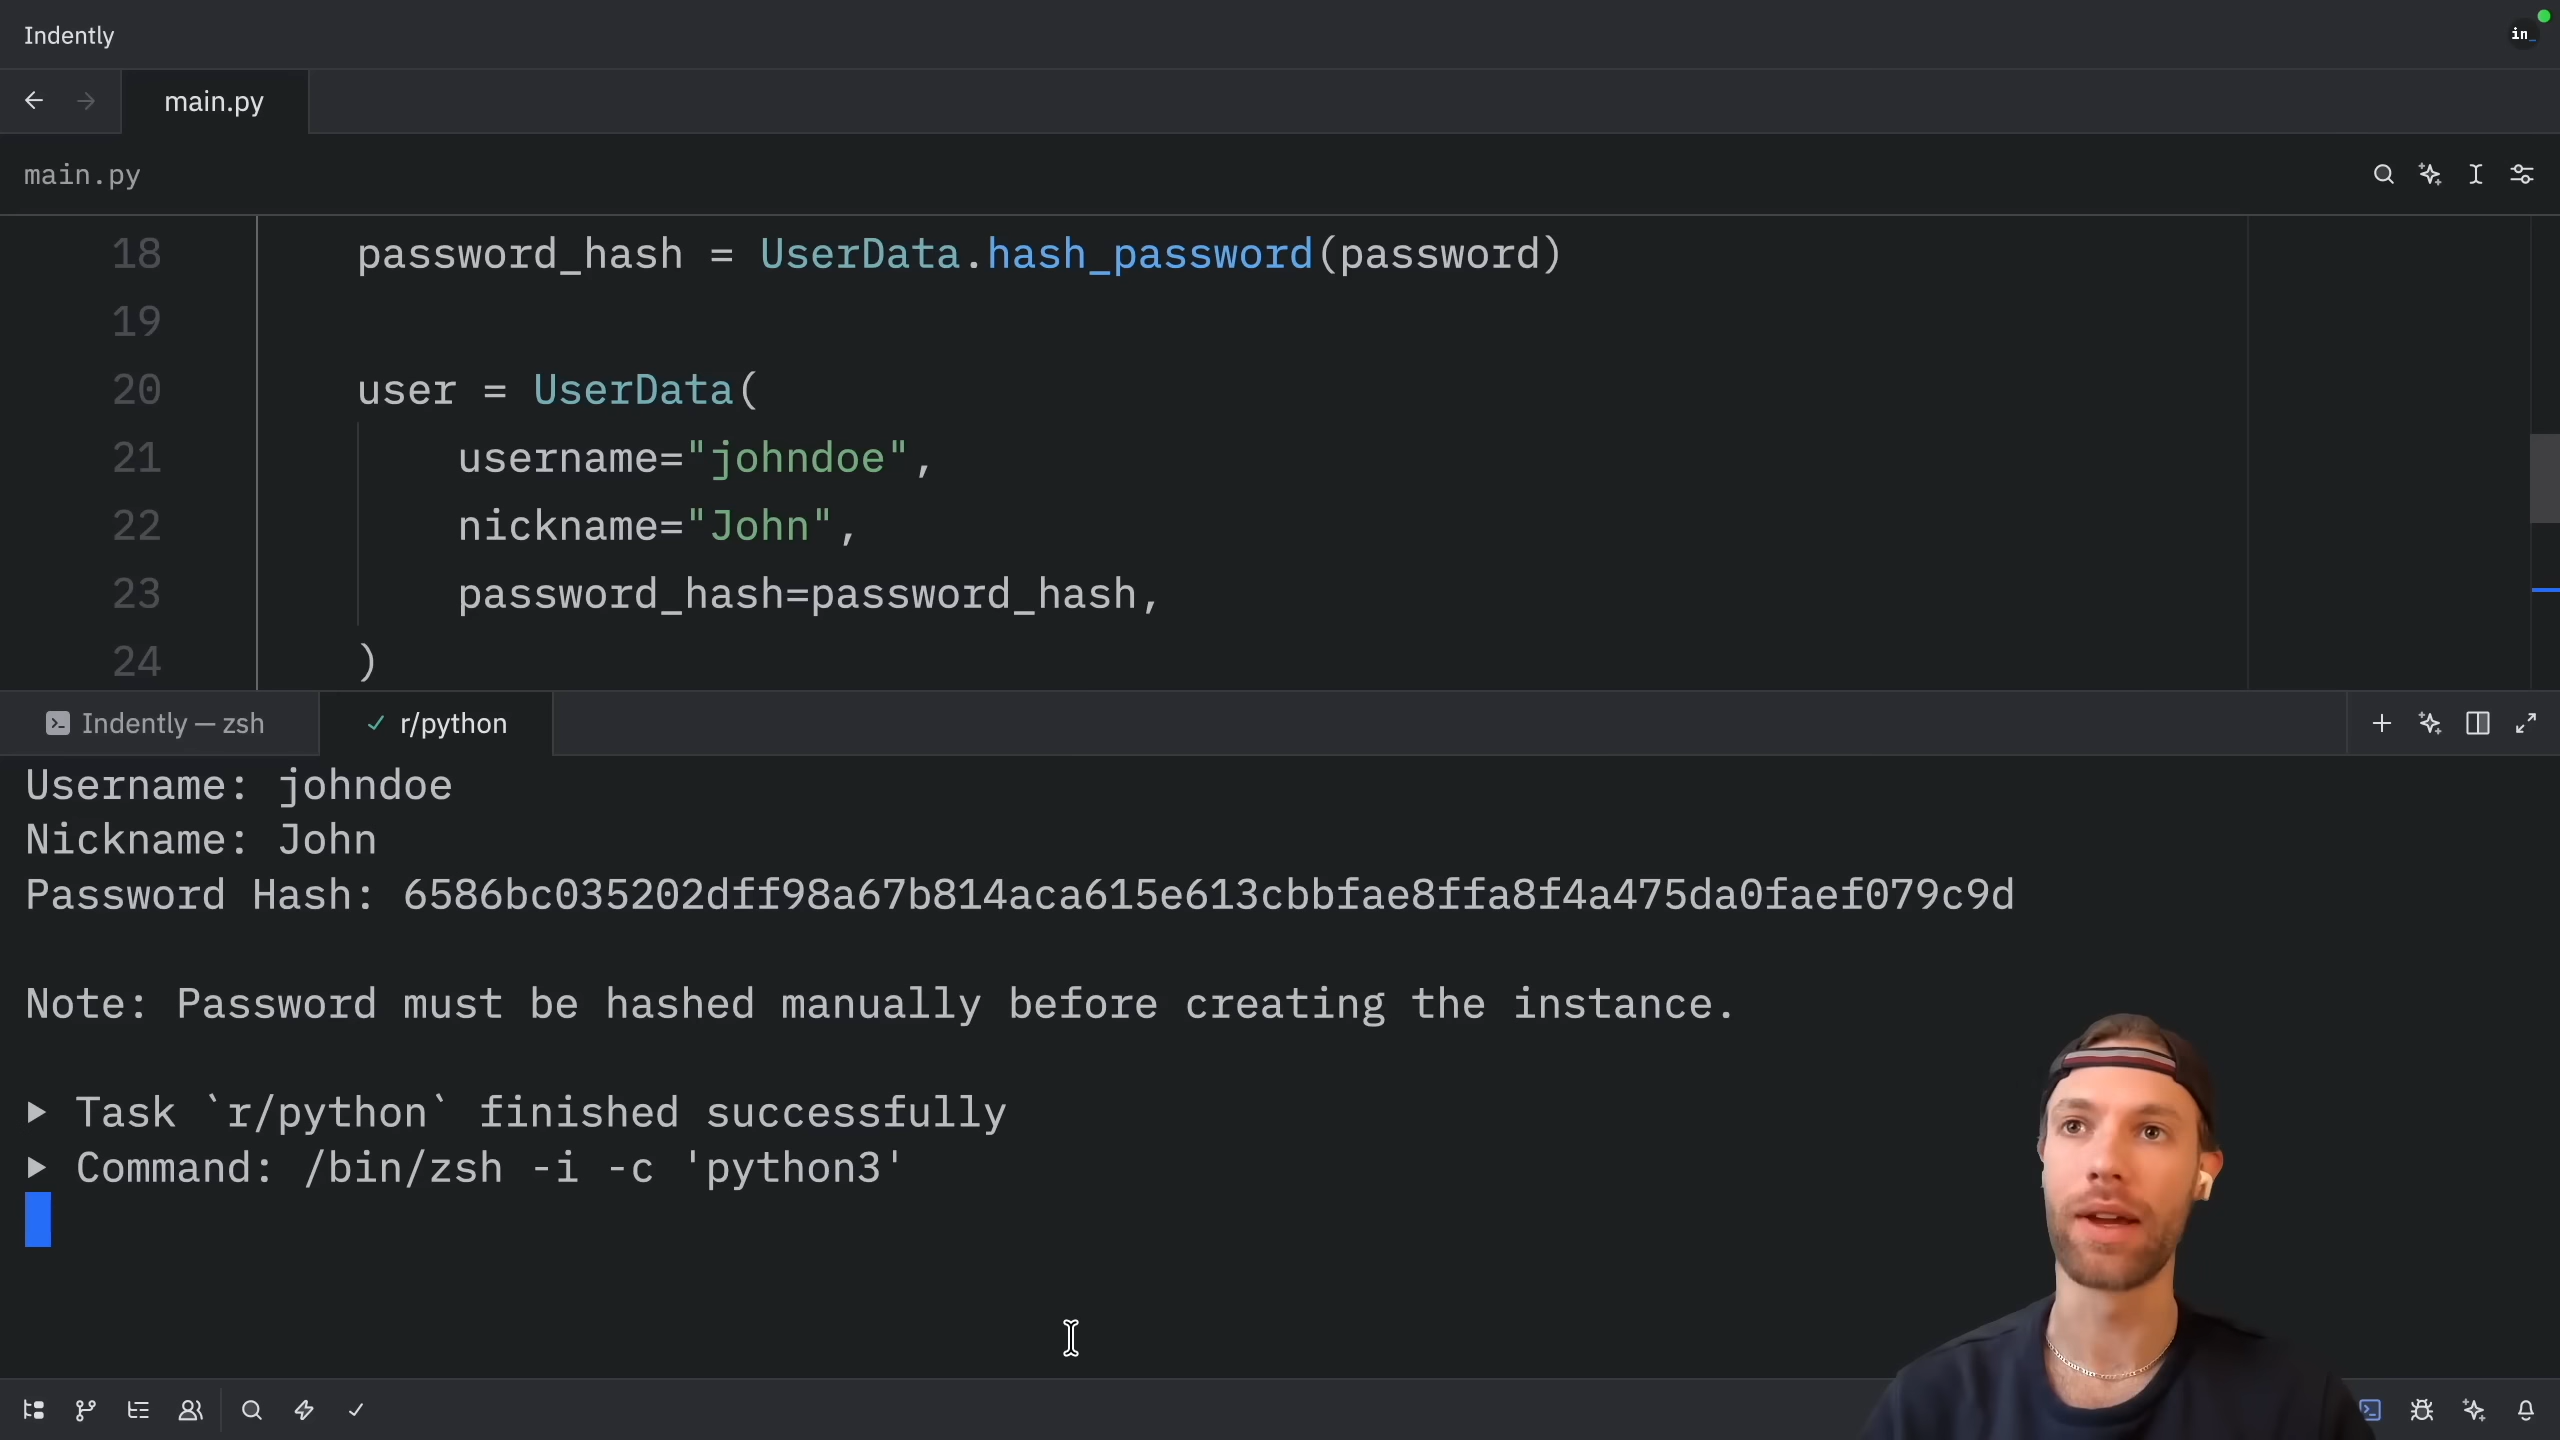 Indently
in_
main.py
main.py
18 password_hash = UserData.hash_password(password)
19
20 user = UserData(
21 username="johndoe",
22 nickname="John",
23 password_hash=password_hash,
24 )
Indently — zsh
r/python
Username: johndoe
Nickname: John
Password Hash: 6586bc035202dff98a67b814aca615e613cbbfae8ffa8f4a475da0faef079c9d
Note: Password must be hashed manually before creating the instance.
Task `r/python` finished successfully
Command: /bin/zsh -i -c 'python3'